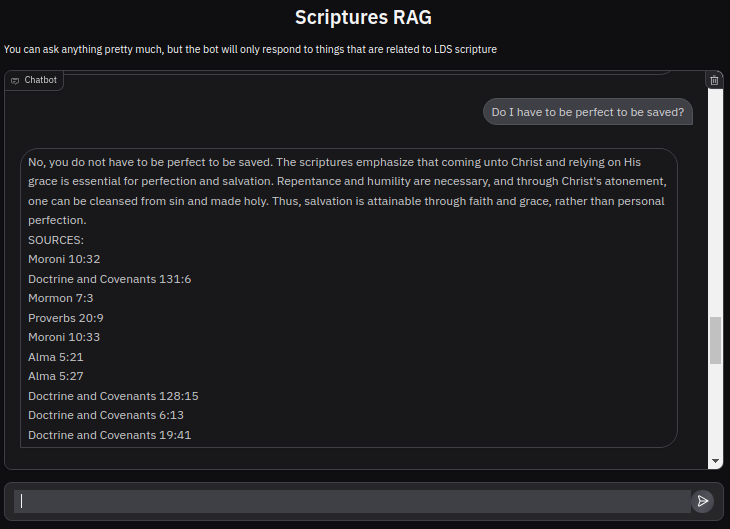 Scriptures RAG
You can ask anything pretty much, but the bot will only respond to things that are related to LDS scripture
Chatbot
Do I have to be perfect to be saved?
No, you do not have to be perfect to be saved. The scriptures emphasize that coming unto Christ and relying on His
grace is essential for perfection and salvation. Repentance and humility are necessary, and through Christ's atonement,
one can be cleansed from sin and made holy. Thus, salvation is attainable through faith and grace, rather than personal
perfection.
SOURCES:
Moroni 10:32
Doctrine and Covenants 131:6
Mormon 7:3
Proverbs 20:9
Moroni 10:33
Alma 5:21
Alma 5:27
Doctrine and Covenants 128:15
Doctrine and Covenants 6:13
Doctrine and Covenants 19:41